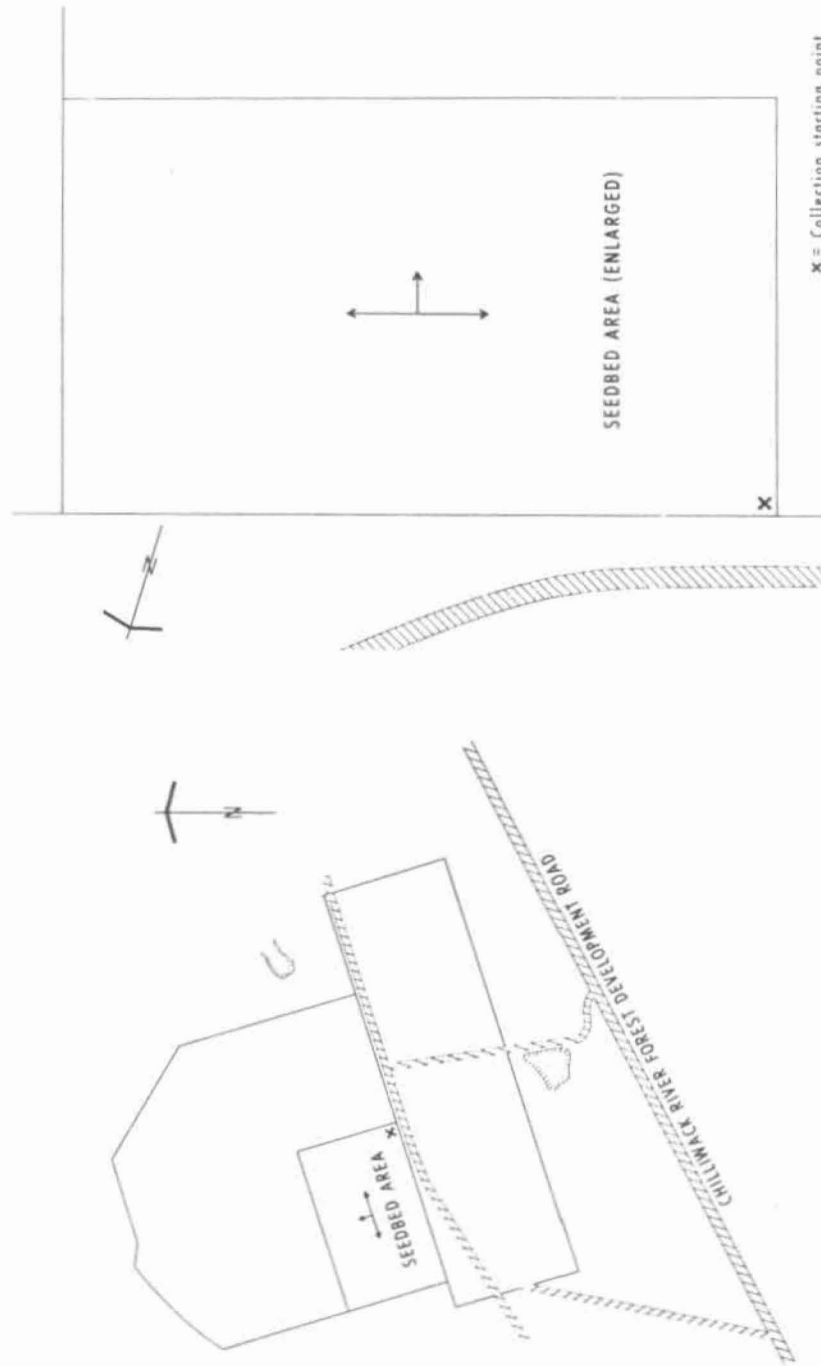 SEEDBED AREA (ENLARGED)
x = Collection starting point
N
N
SEEDBED AREA
x
x
CHILLIWACK RIVER FOREST DEVELOPMENT ROAD